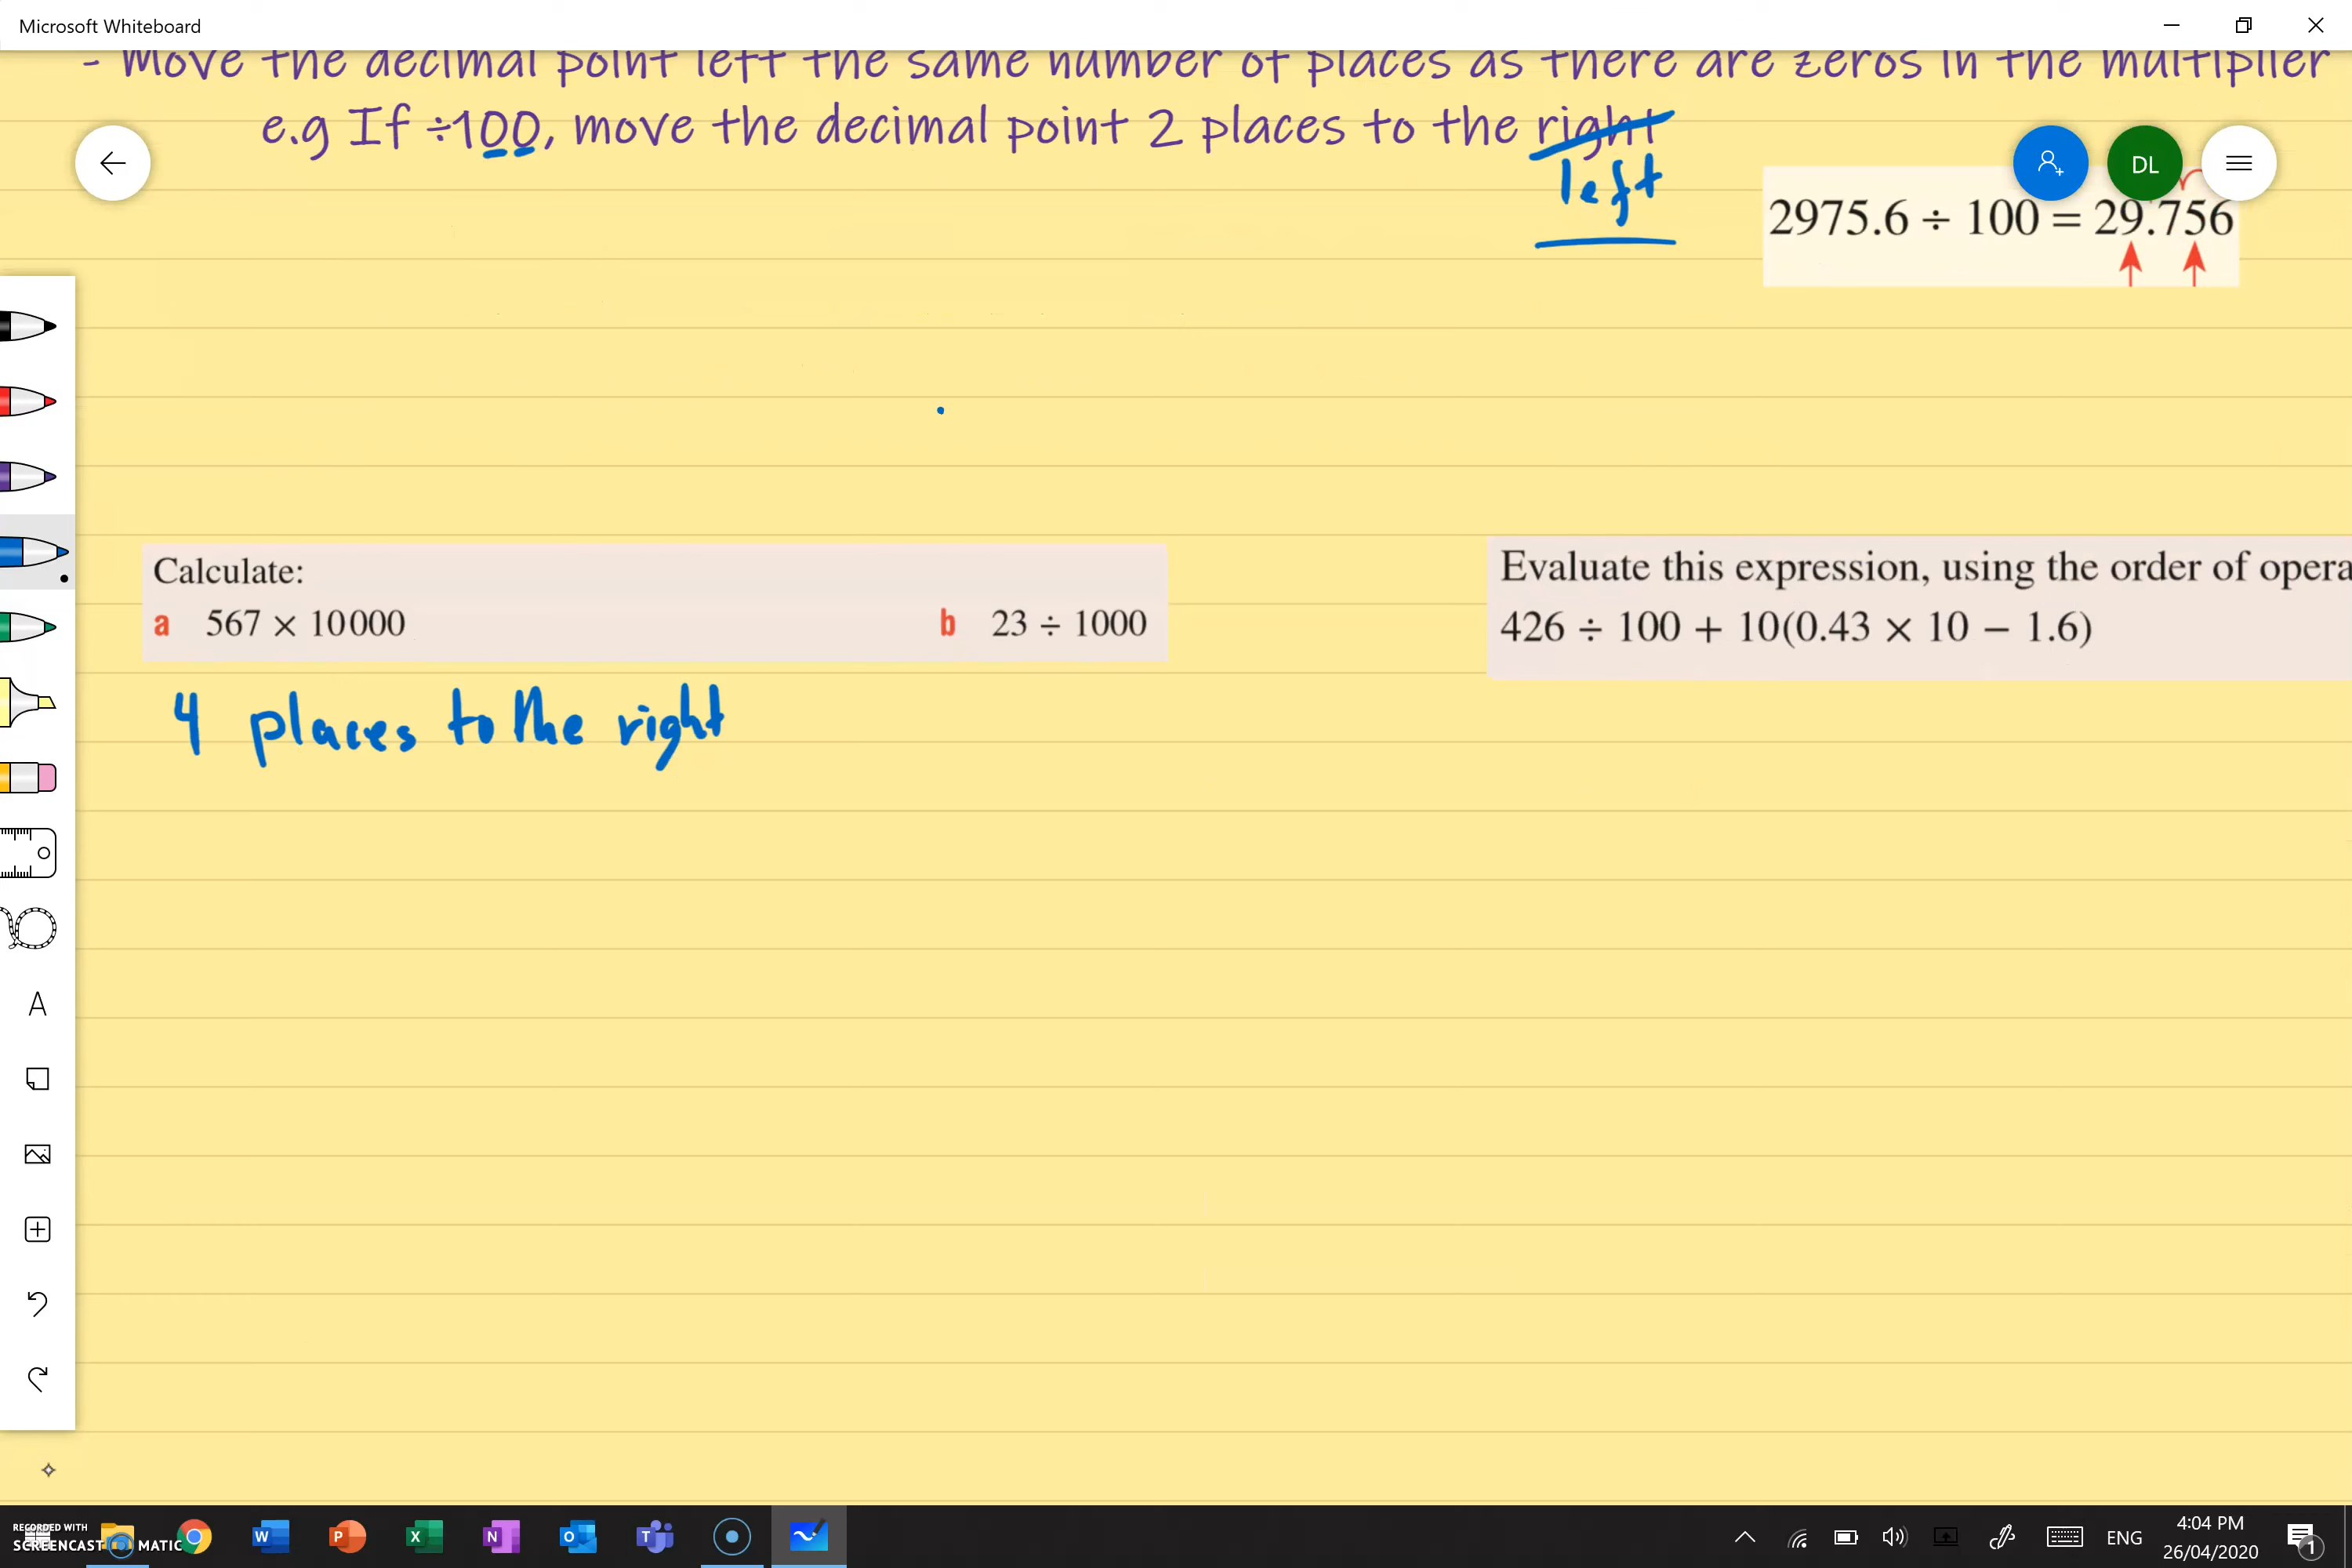 Microsoft Whiteboard
- Move the decimal point left the same number of places as there are zeros in the multiplier
e.g If ÷100, move the decimal point 2 places to the right
left
DL
2975.6 ÷ 100 = 29.756
Calculate:
a 567 × 10 000 b 23 ÷ 1000
Evaluate this expression, using the order of opera
426 ÷ 100 + 10(0.43 × 10 − 1.6)
4 places to the right
A
RECORDED WITH
SCREENCAST MATIC
ENG
4:04 PM
26/04/2020
1